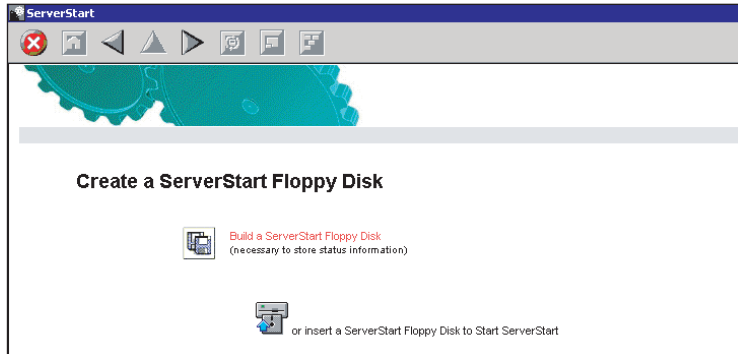 ServerStart
Create a ServerStart Floppy Disk
Build a ServerStart Floppy Disk
(necessary to store status information)
or insert a ServerStart Floppy Disk to Start ServerStart